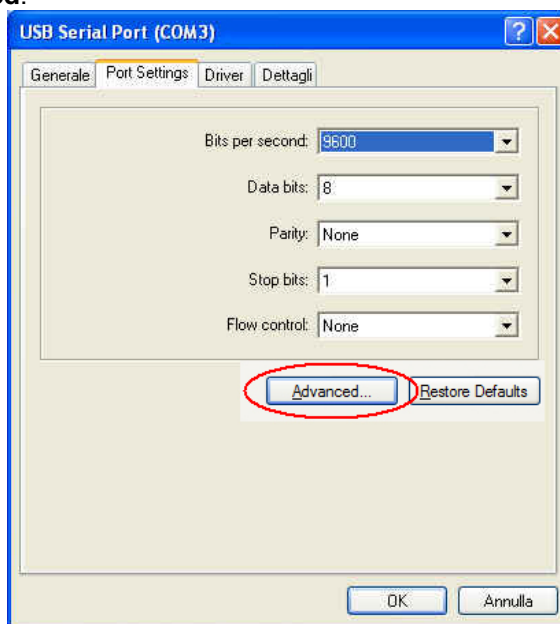 USB Serial Port (COM3)
Generale Port Settings Driver Dettagli
Bits per second: 9600
Data bits: 8
Parity: None
Stop bits: 1
Flow control: None
Advanced... Restore Defaults
OK Annulla